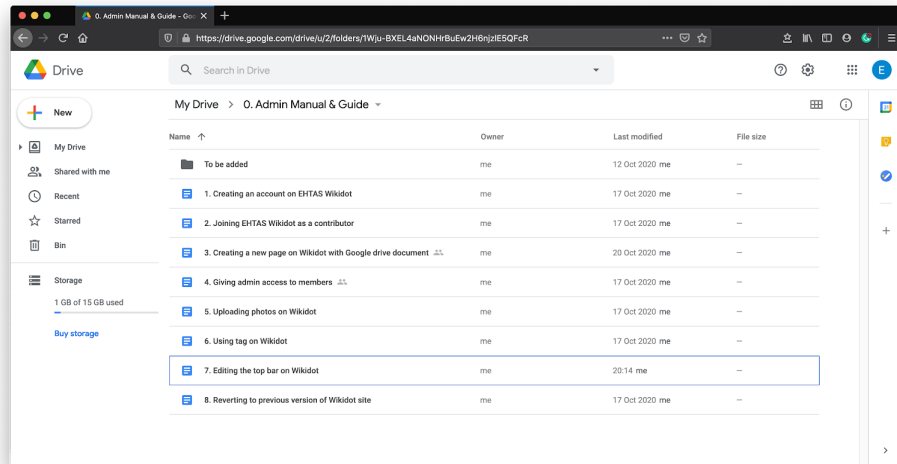 0. Admin Manual & Guide - Goo
https://drive.google.com/drive/u/2/folders/1Wju-BXEL4aNONHrBuEw2H6njzIE5QFcR
Drive
Search in Drive
E
New
My Drive > 0. Admin Manual & Guide
Name Owner Last modified File size
My Drive
Shared with me
Recent
Starred
Bin
Storage
1 GB of 15 GB used
Buy storage
To be added me 12 Oct 2020 me –
1. Creating an account on EHTAS Wikidot me 17 Oct 2020 me –
2. Joining EHTAS Wikidot as a contributor me 17 Oct 2020 me –
3. Creating a new page on Wikidot with Google drive document me 20 Oct 2020 me –
4. Giving admin access to members me 17 Oct 2020 me –
5. Uploading photos on Wikidot me 17 Oct 2020 me –
6. Using tag on Wikidot me 17 Oct 2020 me –
7. Editing the top bar on Wikidot me 20:14 me –
8. Reverting to previous version of Wikidot site me 17 Oct 2020 me –